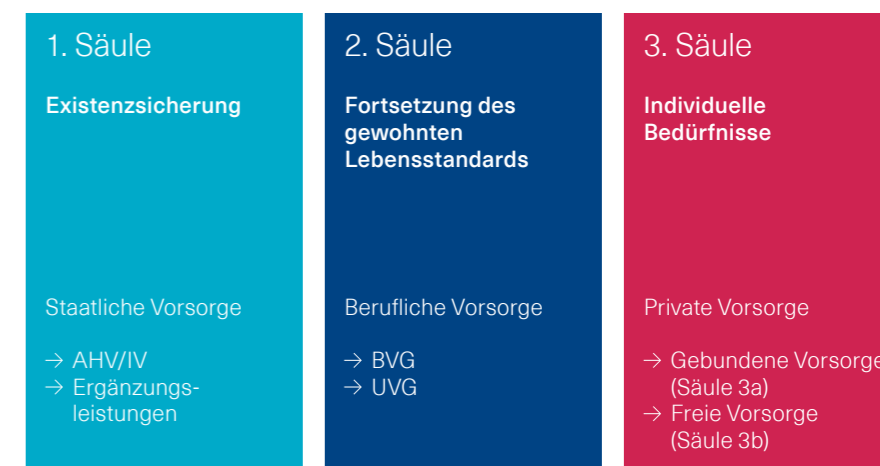 1. Säule
Existenzsicherung
Staatliche Vorsorge
→ AHV/IV
→ Ergänzungs-
leistungen
2. Säule
Fortsetzung des
gewohnten
Lebensstandards
Berufliche Vorsorge
→ BVG
→ UVG
3. Säule
Individuelle
Bedürfnisse
Private Vorsorge
→ Gebundene Vorsorge
(Säule 3a)
→ Freie Vorsorge
(Säule 3b)